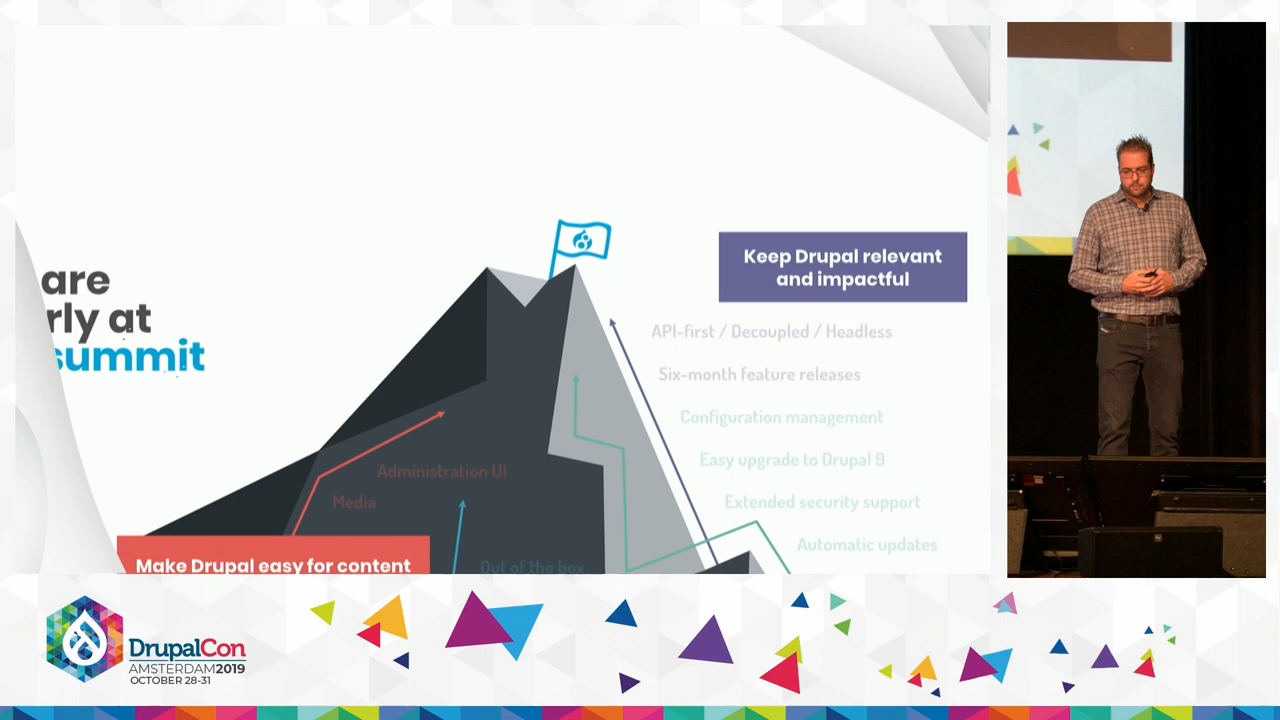 are
rly at
summit
Keep Drupal relevant
and impactful
API-first / Decoupled / Headless
Six-month feature releases
Configuration management
Easy upgrade to Drupal 9
Extended security support
Automatic updates
Administration UI
Media
Out of the box
Make Drupal easy for content
DrupalCon
AMSTERDAM2019
OCTOBER 28-31